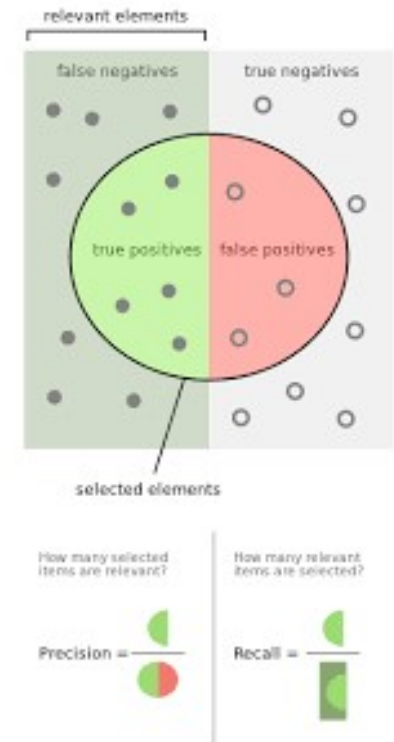 relevant elements
false negatives
true negatives
true positives
false positives
selected elements
How many selected
items are relevant?
How many relevant
items are selected?
Precision =
Recall =